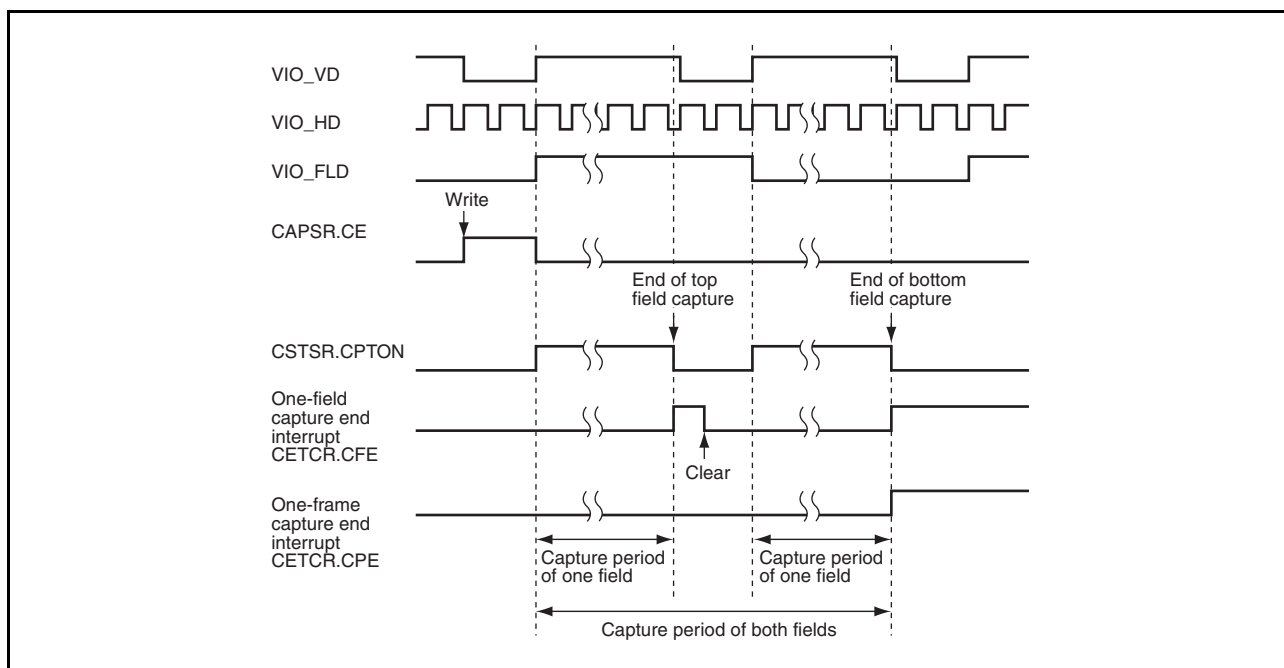 VIO_VD
VIO_HD
VIO_FLD
Write
CAPSR.CE
End of top
field capture
End of bottom
field capture
CSTSR.CPTON
One-field
capture end
interrupt
CETCR.CFE
Clear
One-frame
capture end
interrupt
CETCR.CPE
Capture period
of one field
Capture period
of one field
Capture period of both fields